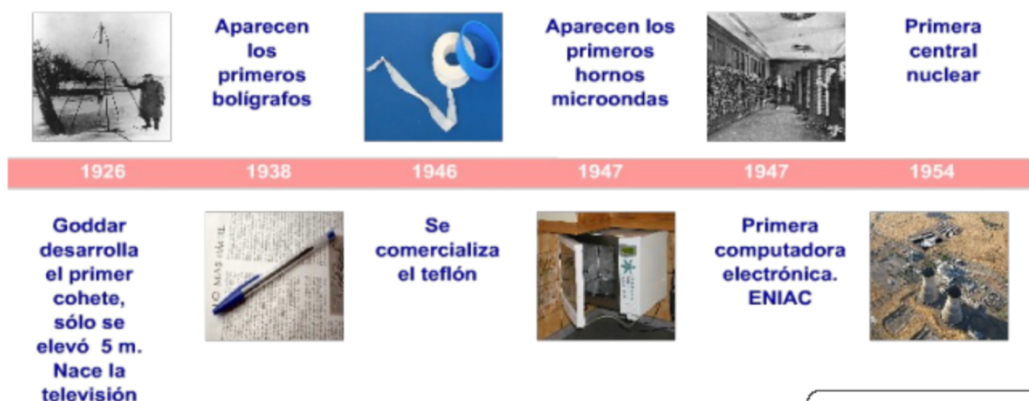 Aparecen
los
primeros
bolígrafos
Aparecen los
primeros
hornos
microondas
Primera
central
nuclear
1926
1938
1946
1947
1947
1954
Goddar
desarrolla
el primer
cohete,
sólo se
elevó 5 m.
Nace la
televisión
Se
comercializa
el teflón
Primera
computadora
electrónica.
ENIAC